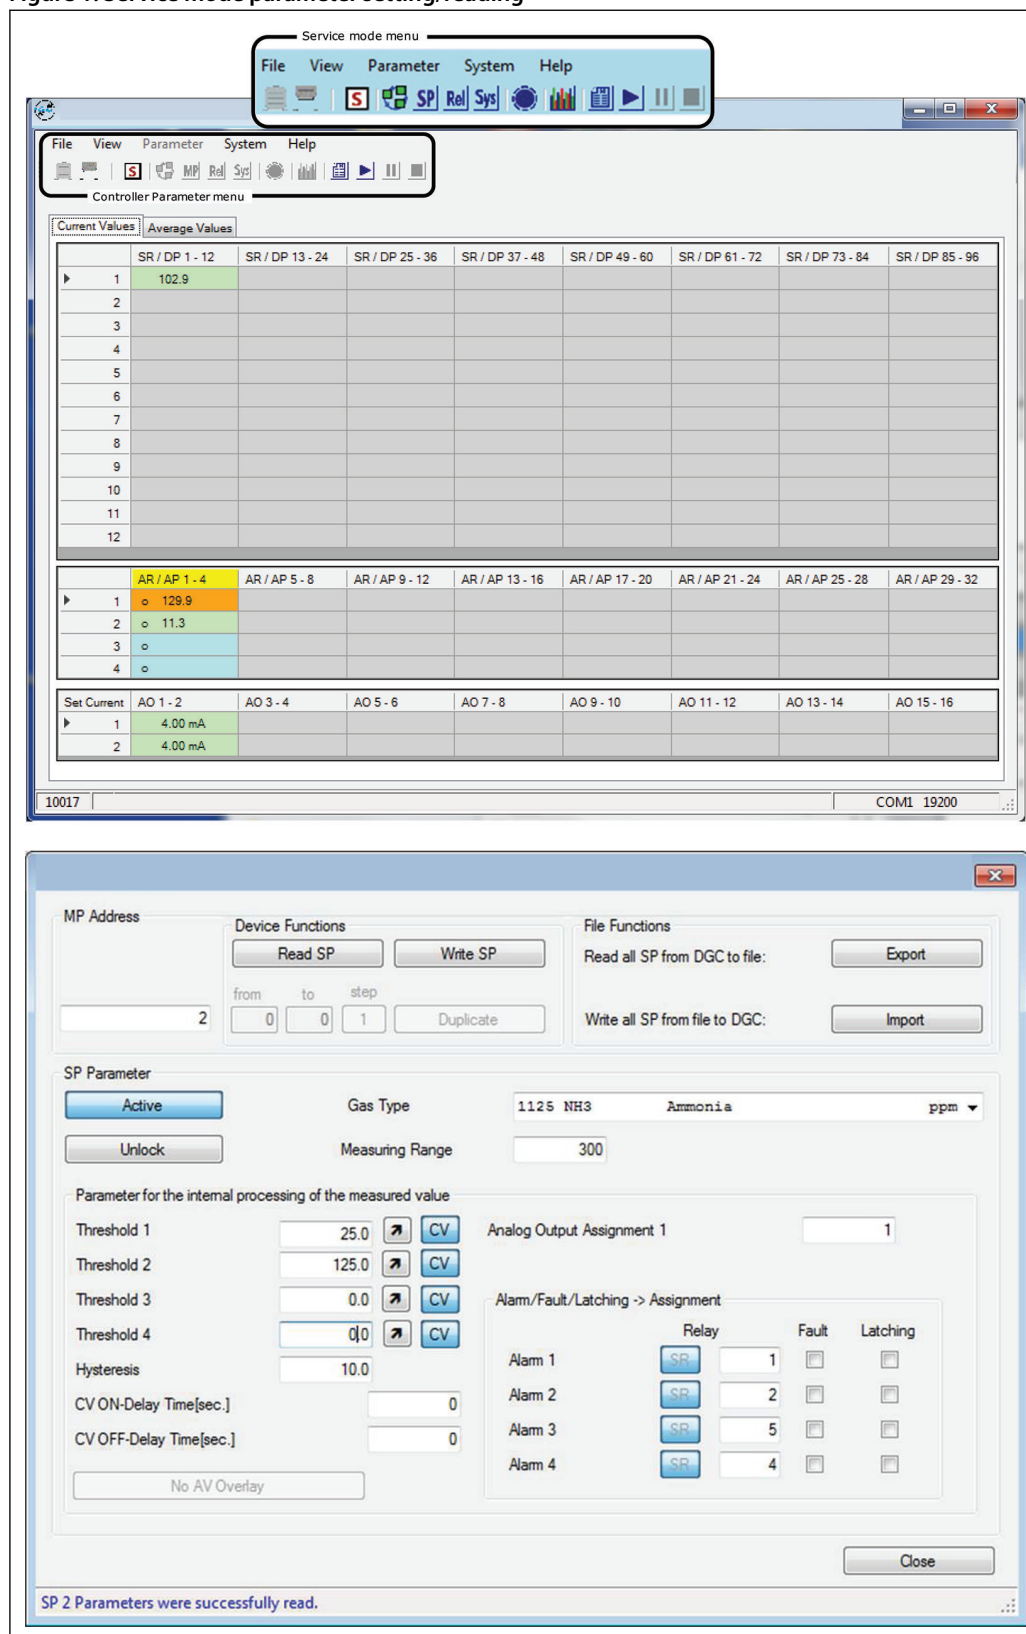 Figure 1: Service mode parameter setting/reading
Service mode menu
File View Parameter System Help
S SP Rel Sys
File View Parameter System Help
S MP Rel Sys
Controller Parameter menu
Current Values Average Values
SR / DP 1 - 12 SR / DP 13 - 24 SR / DP 25 - 36 SR / DP 37 - 48 SR / DP 49 - 60 SR / DP 61 - 72 SR / DP 73 - 84 SR / DP 85 - 96
1 102.9
2
3
4
5
6
7
8
9
10
11
12
AR / AP 1 - 4 AR / AP 5 - 8 AR / AP 9 - 12 AR / AP 13 - 16 AR / AP 17 - 20 AR / AP 21 - 24 AR / AP 25 - 28 AR / AP 29 - 32
1 o 129.9
2 o 11.3
3 o
4 o
Set Current AO 1 - 2 AO 3 - 4 AO 5 - 6 AO 7 - 8 AO 9 - 10 AO 11 - 12 AO 13 - 14 AO 15 - 16
1 4.00 mA
2 4.00 mA
10017 COM1 19200
MP Address
Device Functions
File Functions
Read SP Write SP
Read all SP from DGC to file: Export
from to step
2 0 0 1 Duplicate
Write all SP from file to DGC: Import
SP Parameter
Active Gas Type 1125 NH3 Ammonia ppm
Unlock Measuring Range 300
Parameter for the internal processing of the measured value
Threshold 1 25.0 CV Analog Output Assignment 1 1
Threshold 2 125.0 CV
Threshold 3 0.0 CV Alarm/Fault/Latching -> Assignment
Threshold 4 0.0 CV Relay Fault Latching
Hysteresis 10.0 Alarm 1 SR 1
CV ON-Delay Time[sec.] 0 Alarm 2 SR 2
CV OFF-Delay Time[sec.] 0 Alarm 3 SR 5
No AV Overlay Alarm 4 SR 4
Close
SP 2 Parameters were successfully read.